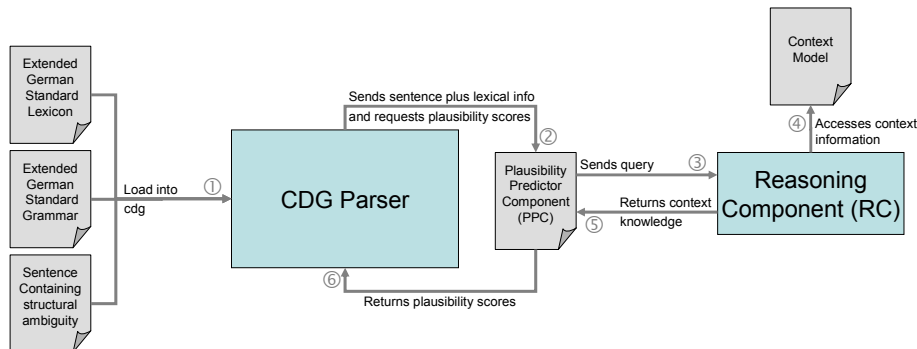 Extended
German
Standard
Lexicon
Extended
German
Standard
Grammar
Sentence
Containing
structural
ambiguity
Load into
cdg
①
CDG Parser
Sends sentence plus lexical info
and requests plausibility scores
②
Plausibility
Predictor
Component
(PPC)
Sends query
③
Returns context
knowledge
⑤
⑥
Returns plausibility scores
Context
Model
④
Accesses context
information
Reasoning
Component (RC)